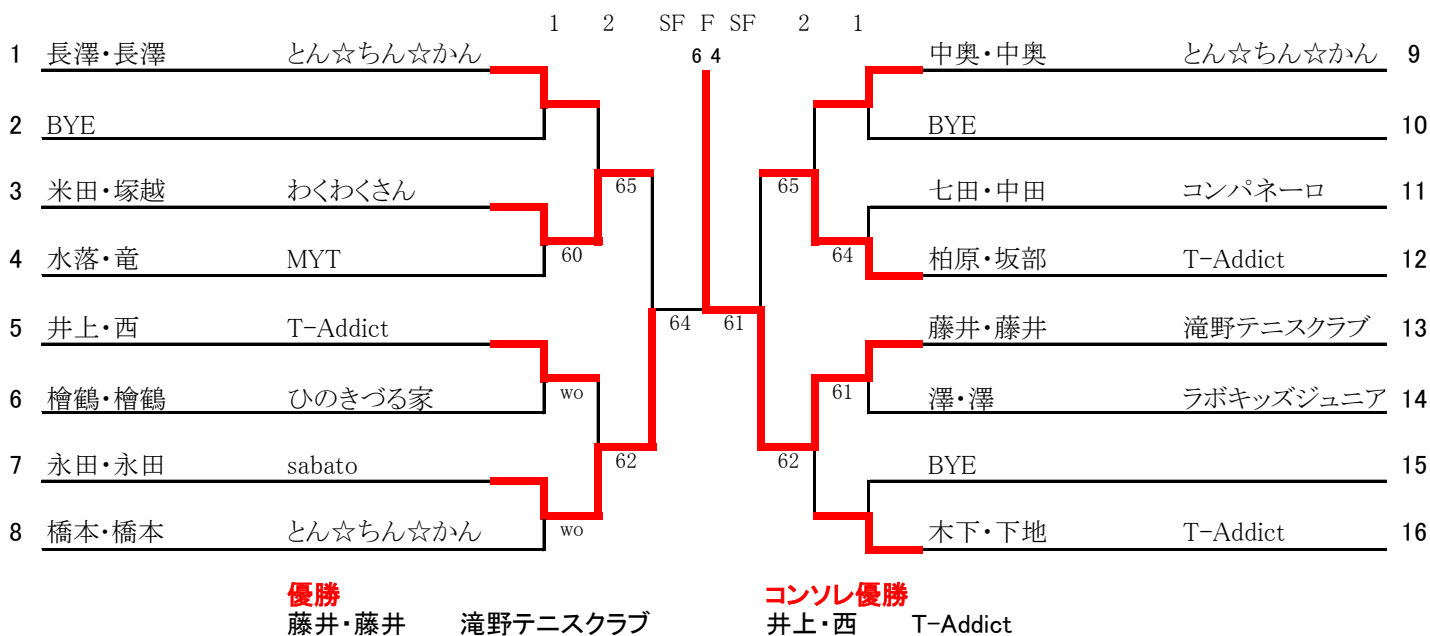 1 2 SF F SF 2 1
6 4
1 長澤・長澤 とん☆ちん☆かん 中奥・中奥 とん☆ちん☆かん 9
2 BYE BYE 10
65 65
3 米田・塚越 わくわくさん 七田・中田 コンパネーロ 11
60 64
4 水落・竜 MYT 柏原・坂部 T-Addict 12
64 61
5 井上・西 T-Addict 藤井・藤井 滝野テニスクラブ 13
wo 61
6 檜鶴・檜鶴 ひのきづる家 澤・澤 ラボキッズジュニア 14
62 62
7 永田・永田 sabato BYE 15
wo
8 橋本・橋本 とん☆ちん☆かん 木下・下地 T-Addict 16
優勝 コンソレ優勝
藤井・藤井 滝野テニスクラブ 井上・西 T-Addict